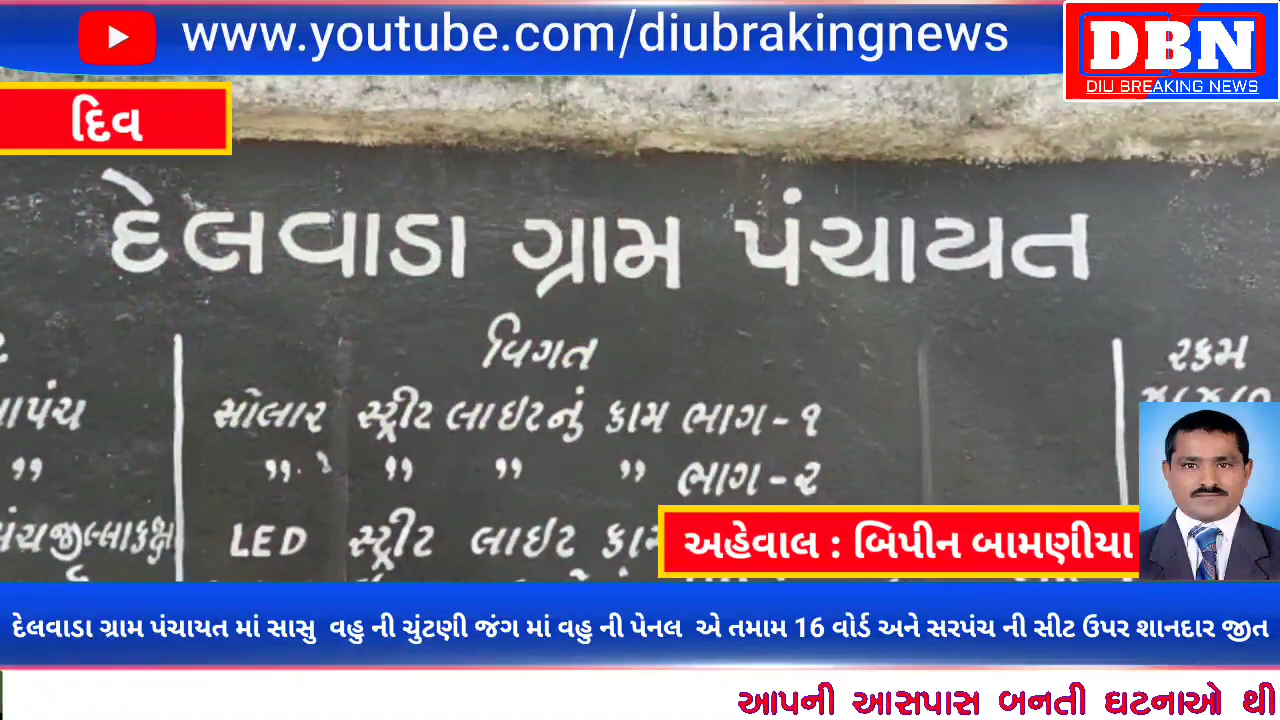 www.youtube.com/diubrakingnews
DBN
DIU BREAKING NEWS
દિવ
દેલવાડા ગ્રામ પંચાયત
વિગત
રકમ
સોલાર સ્ટ્રીટ લાઇટનું કામ ભાગ-૧
,, ,, ,, ,, ભાગ-૨
LED સ્ટ્રીટ લાઇટ
અહેવાલ : બિપીન બામણીયા
દેલવાડા ગ્રામ પંચાયત માં સાસુ વહુ ની ચુંટણી જંગ માં વહુ ની પેનલ એ તમામ 16 વોર્ડ અને સરપંચ ની સીટ ઉપર શાનદાર જીત
આપની આસપાસ બનતી ઘટનાઓ થી